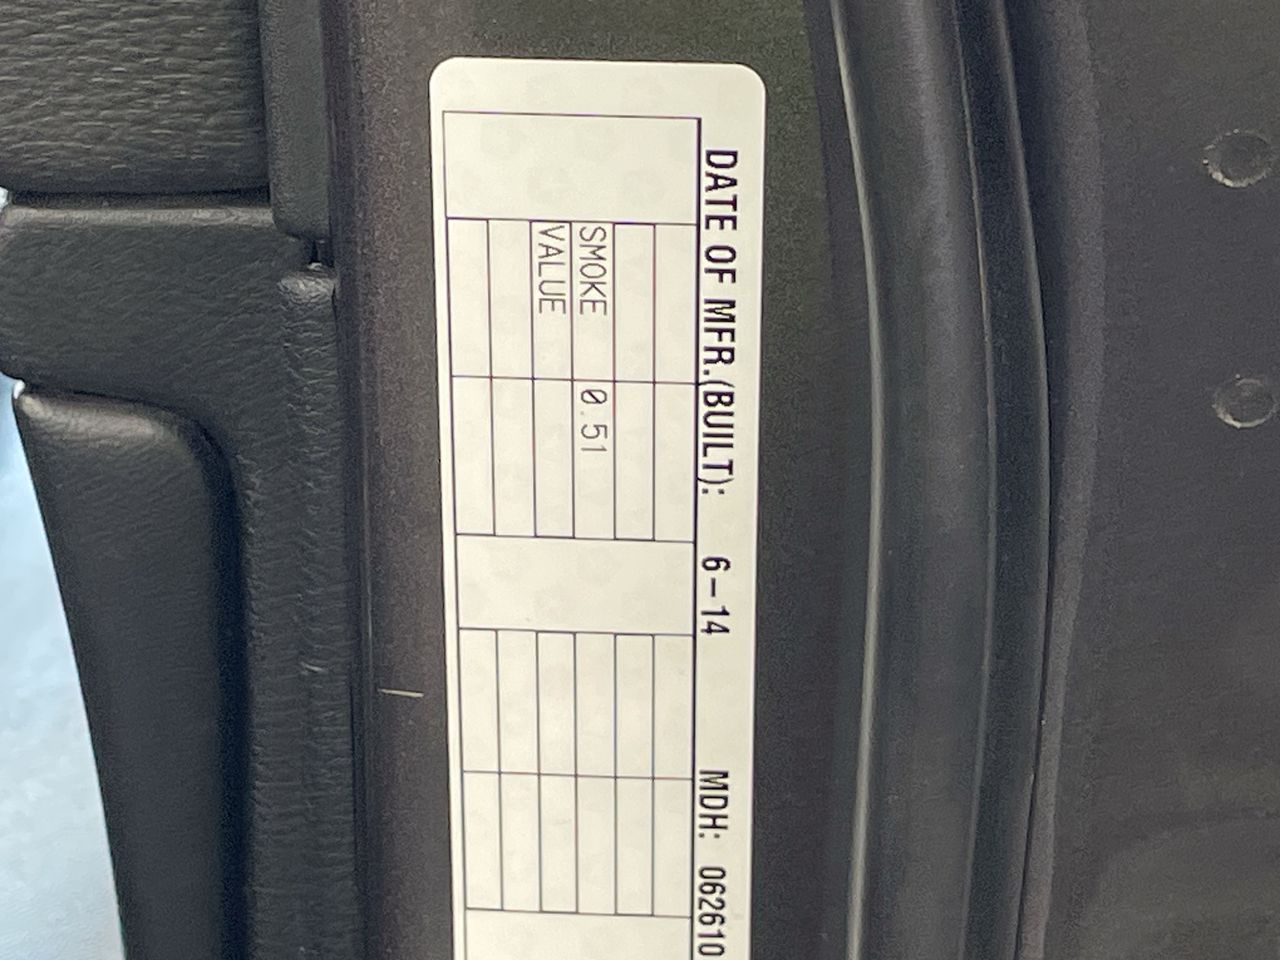 DATE OF MFR.(BUILT): 6-14 MDH: 062610
SMOKE 0.51
VALUE